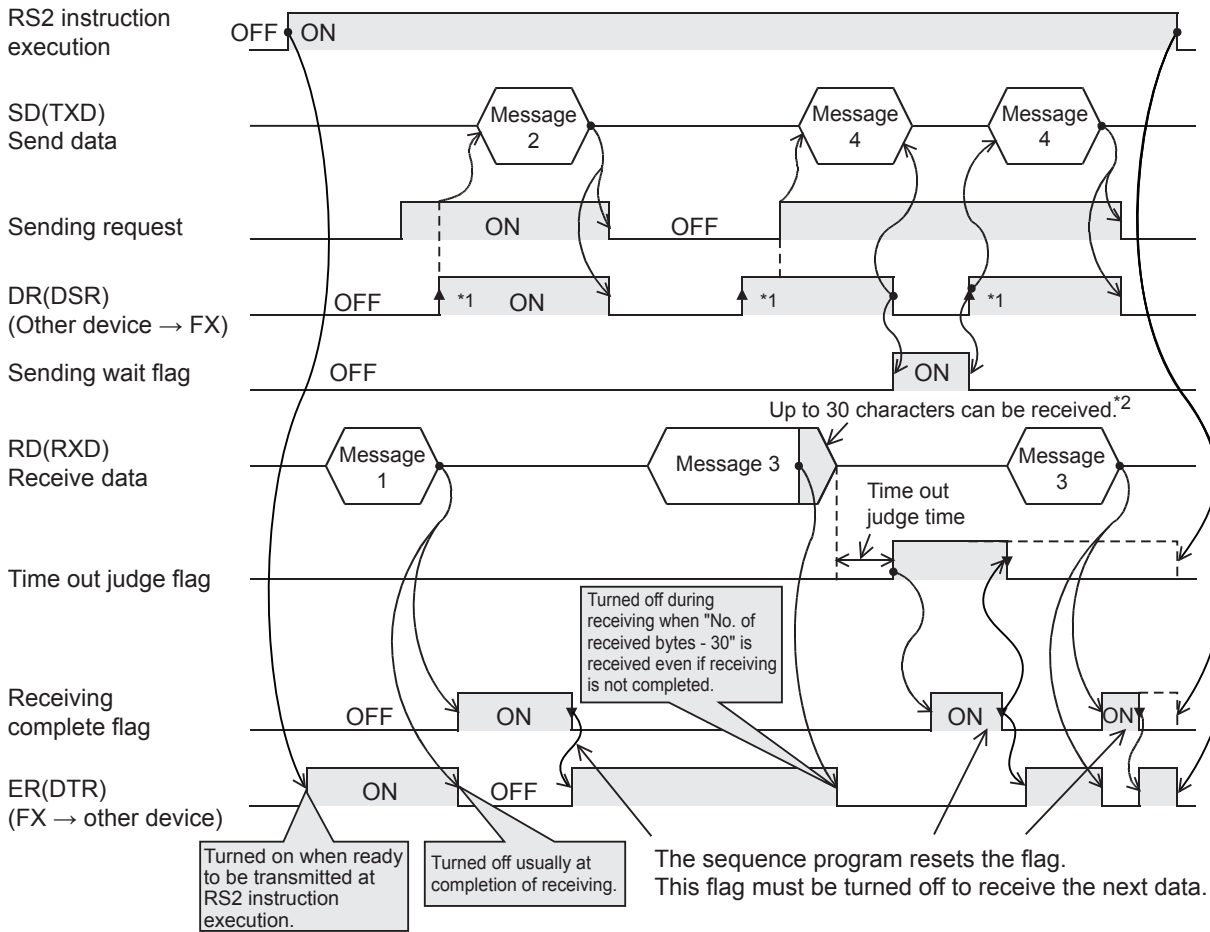 RS2 instruction
execution
OFF ON
SD(TXD)
Send data
Message
2
Message
4
Message
4
Sending request
ON
OFF
DR(DSR)
(Other device → FX)
OFF
*1
ON
*1
*1
Sending wait flag
OFF
ON
Up to 30 characters can be received.*2
RD(RXD)
Receive data
Message
1
Message 3
Message
3
Time out
judge time
Time out judge flag
Turned off during
receiving when "No. of
received bytes - 30" is
received even if receiving
is not completed.
Receiving
complete flag
OFF
ON
ON
ON
ER(DTR)
(FX → other device)
ON
OFF
Turned on when ready
to be transmitted at
RS2 instruction
execution.
Turned off usually at
completion of receiving.
The sequence program resets the flag.
This flag must be turned off to receive the next data.